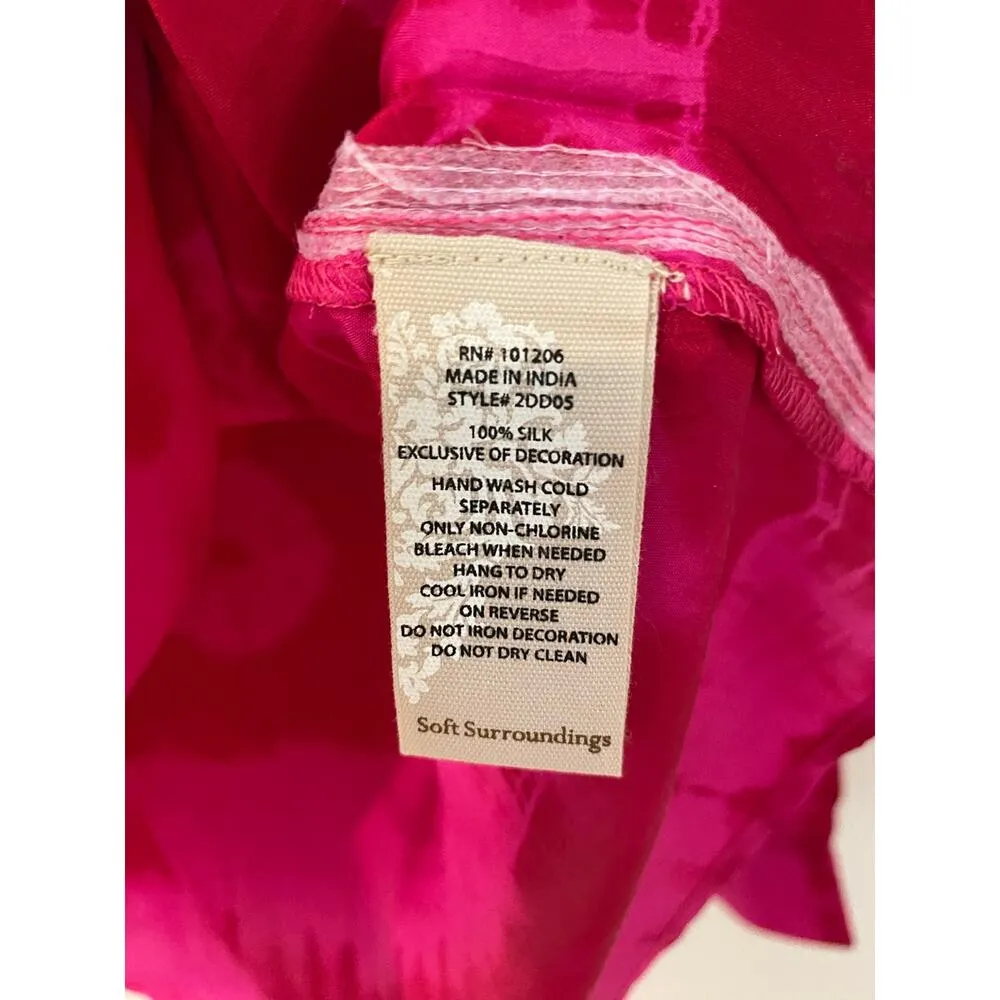 RN# 101206
MADE IN INDIA
STYLE# 2DD05
100% SILK
EXCLUSIVE OF DECORATION
HAND WASH COLD
SEPARATELY
ONLY NON-CHLORINE
BLEACH WHEN NEEDED
HANG TO DRY
COOL IRON IF NEEDED
ON REVERSE
DO NOT IRON DECORATION
DO NOT DRY CLEAN
Soft Surroundings